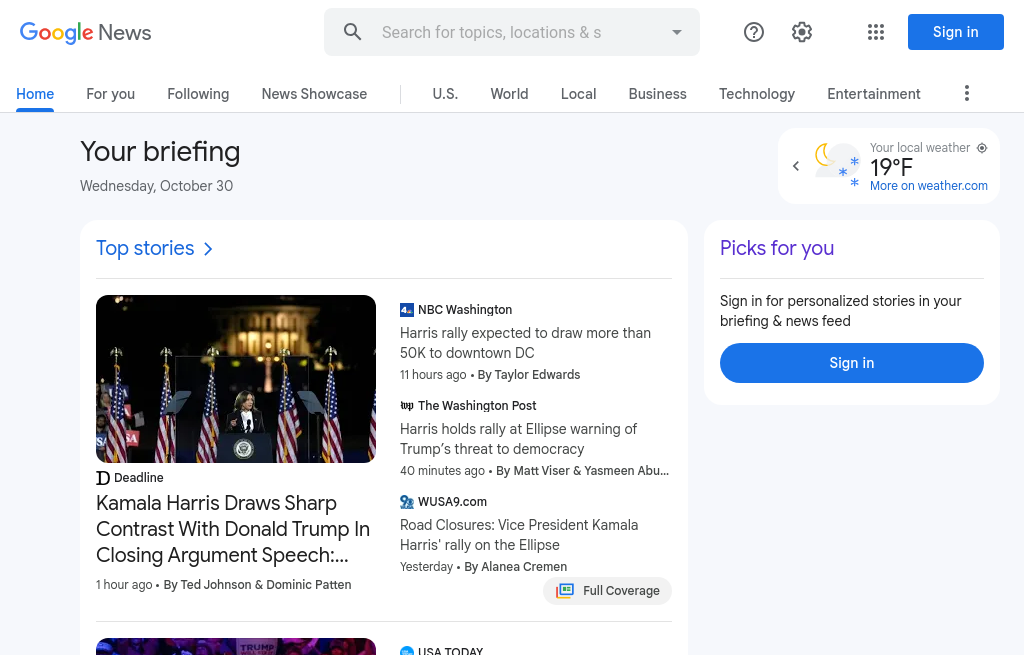 Google News
Search for topics, locations & s
Sign in
Home
For you
Following
News Showcase
U.S.
World
Local
Business
Technology
Entertainment
Your briefing
Wednesday, October 30
Your local weather
19°F
More on weather.com
Top stories
Deadline
Kamala Harris Draws Sharp
Contrast With Donald Trump In
Closing Argument Speech:...
1 hour ago • By Ted Johnson & Dominic Patten
NBC Washington
Harris rally expected to draw more than
50K to downtown DC
11 hours ago • By Taylor Edwards
The Washington Post
Harris holds rally at Ellipse warning of
Trump’s threat to democracy
40 minutes ago • By Matt Viser & Yasmeen Abu...
WUSA9.com
Road Closures: Vice President Kamala
Harris' rally on the Ellipse
Yesterday • By Alanea Cremen
Full Coverage
TRUMP
USA TODAY
Picks for you
Sign in for personalized stories in your
briefing & news feed
Sign in